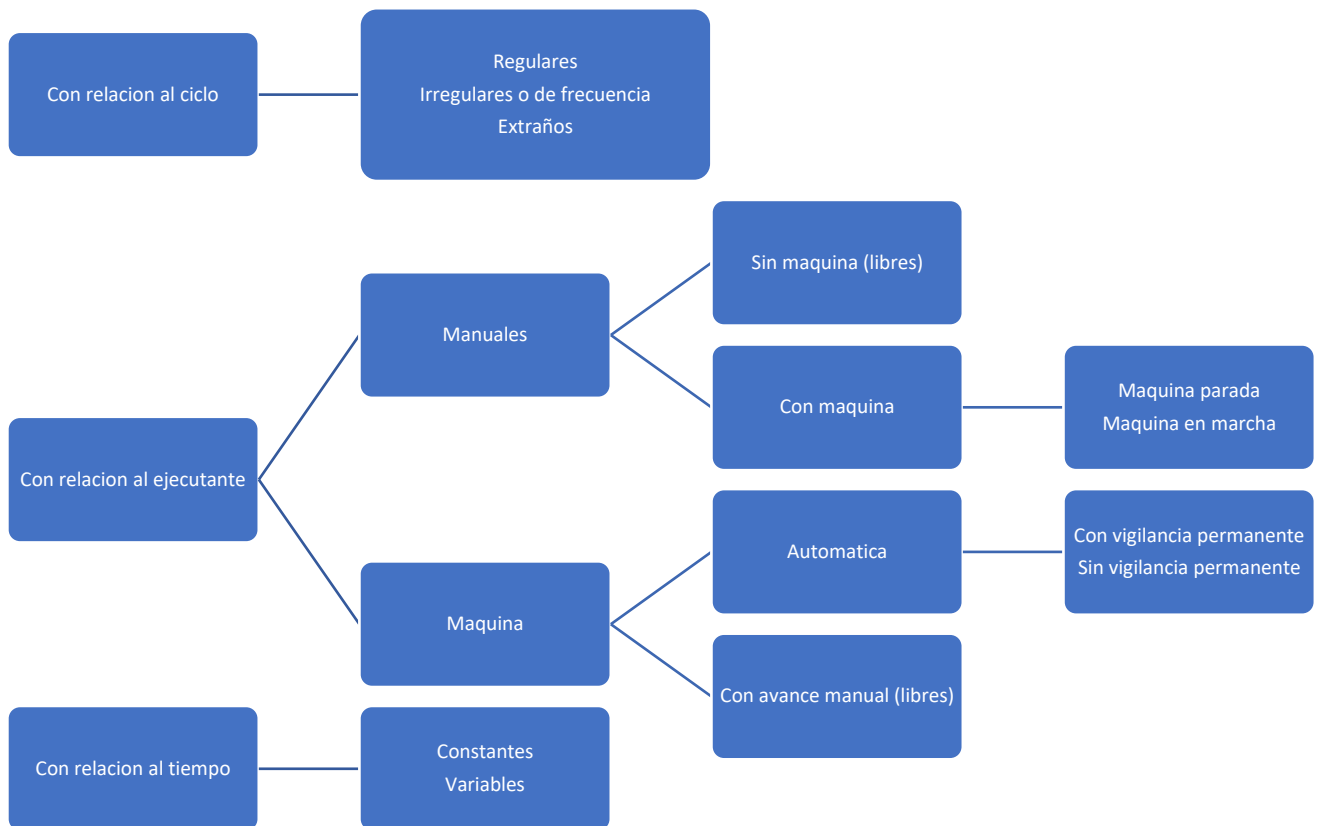 Con relacion al ciclo
Regulares
Irregulares o de frecuencia
Extraños
Con relacion al ejecutante
Manuales
Sin maquina (libres)
Con maquina
Maquina parada
Maquina en marcha
Maquina
Automatica
Con vigilancia permanente
Sin vigilancia permanente
Con avance manual (libres)
Con relacion al tiempo
Constantes
Variables